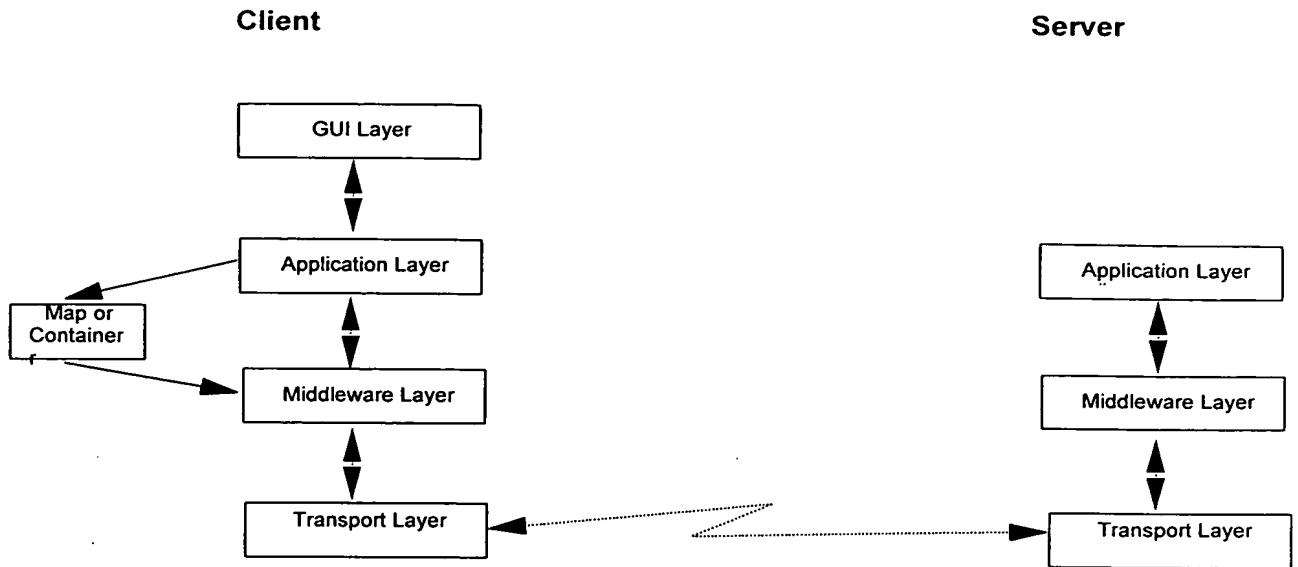 Client
Server
GUI Layer
Application Layer
Application Layer
Map or
Container
Middleware Layer
Middleware Layer
Transport Layer
Transport Layer